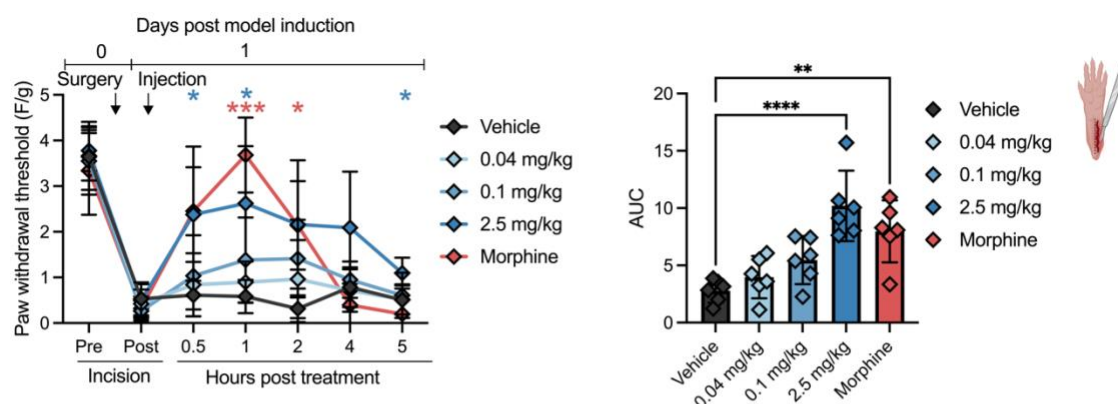 Days post model induction
0 1
Surgery Injection
* * *
*** *
Paw withdrawal threshold (F/g)
5
4
3
2
1
0
Pre Post 0.5 1 2 4 5
Incision Hours post treatment
Vehicle
0.04 mg/kg
0.1 mg/kg
2.5 mg/kg
Morphine
**
****
AUC
20
15
10
5
0
Vehicle
0.04 mg/kg
0.1 mg/kg
2.5 mg/kg
Morphine
Vehicle
0.04 mg/kg
0.1 mg/kg
2.5 mg/kg
Morphine